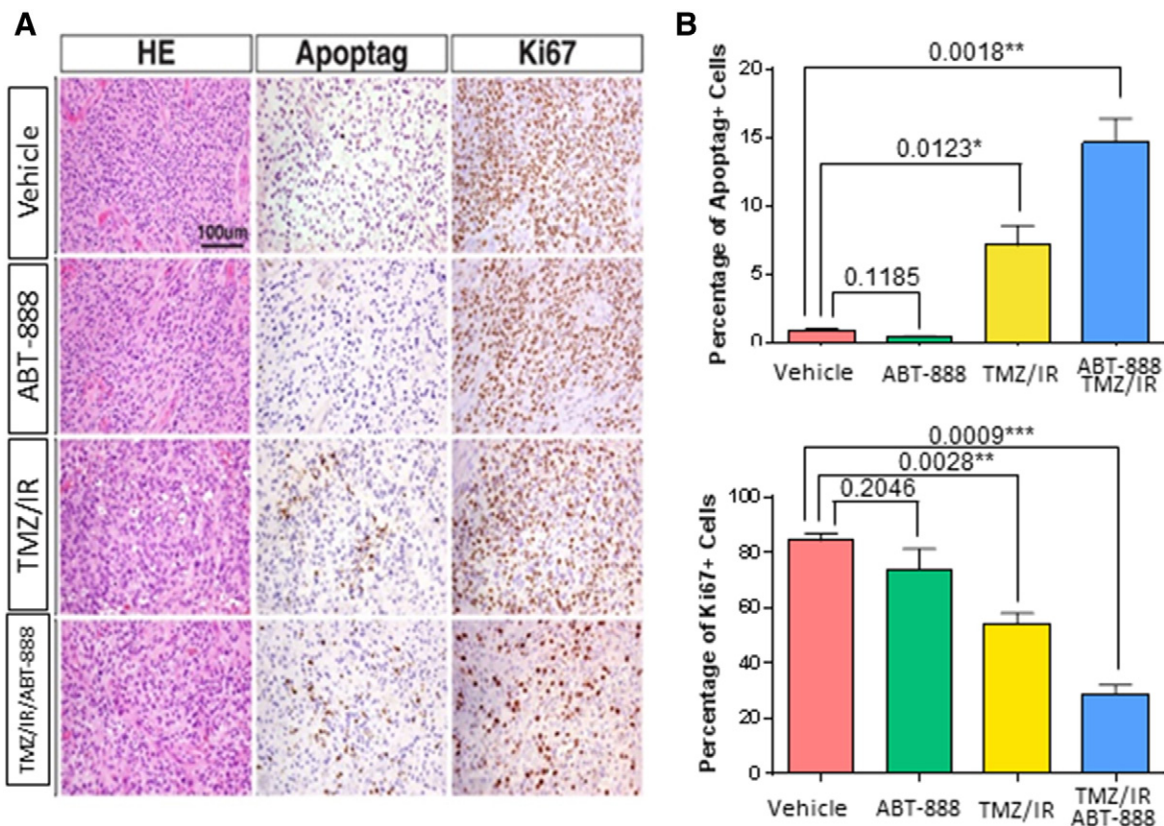 A
HE Apoptag Ki67
Vehicle
100um
ABT-888
TMZ/IR
TMZ/IR/ABT-888
B
0.0018**
0.0123*
0.1185
20
15
10
5
0
Percentage of Apoptag+ Cells
Vehicle ABT-888 TMZ/IR ABT-888
TMZ/IR
0.0009***
0.0028**
0.2046
100
80
60
40
20
0
Percentage of Ki67+ Cells
Vehicle ABT-888 TMZ/IR TMZ/IR
ABT-888